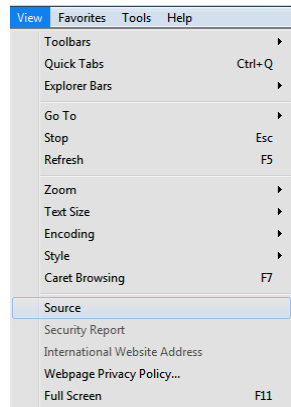 View Favorites Tools Help
Toolbars
Quick Tabs Ctrl+Q
Explorer Bars
Go To
Stop Esc
Refresh F5
Zoom
Text Size
Encoding
Style
Caret Browsing F7
Source
Security Report
International Website Address
Webpage Privacy Policy...
Full Screen F11